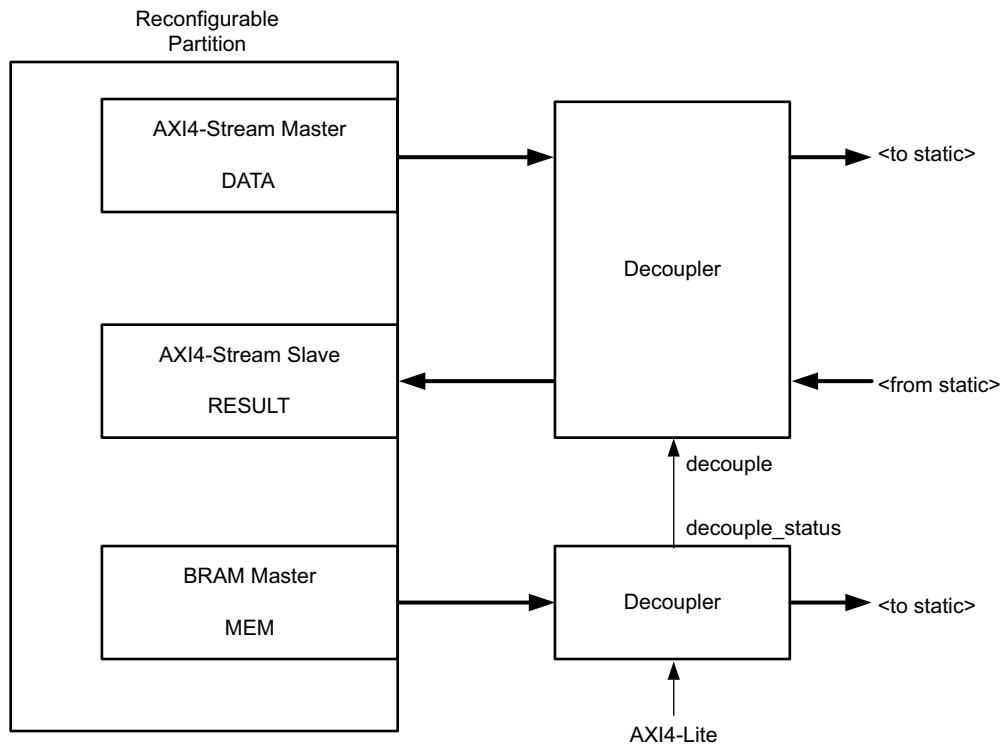 Reconfigurable
Partition
AXI4-Stream Master
DATA
<to static>
Decoupler
AXI4-Stream Slave
RESULT
<from static>
decouple
decouple_status
BRAM Master
MEM
Decoupler
<to static>
AXI4-Lite